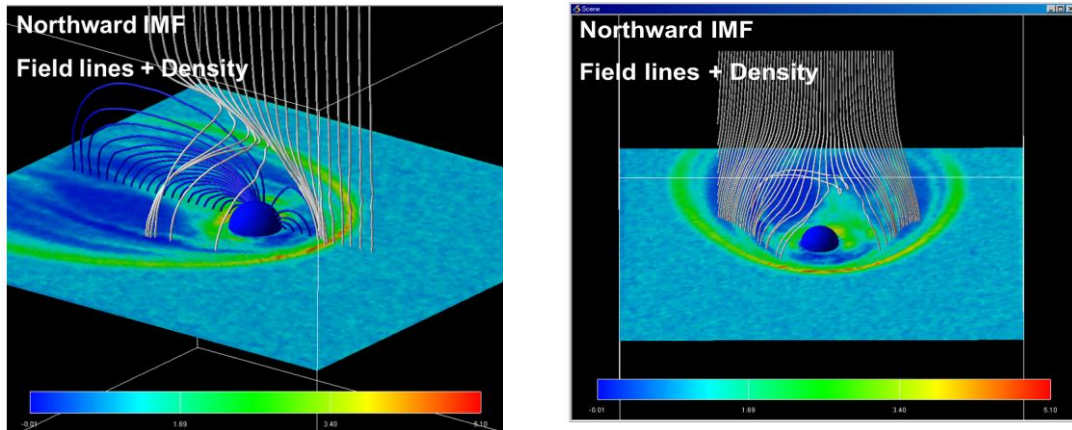 Northward IMF
Field lines + Density
-0.01 1.69 3.40 5.10
Scene
Northward IMF
Field lines + Density
-0.01 1.69 3.40 5.10